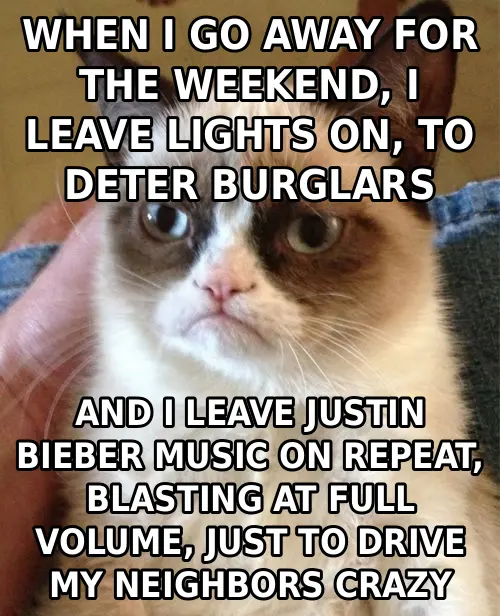 WHEN I GO AWAY FOR
THE WEEKEND, I
LEAVE LIGHTS ON, TO
DETER BURGLARS
AND I LEAVE JUSTIN
BIEBER MUSIC ON REPEAT,
BLASTING AT FULL
VOLUME, JUST TO DRIVE
MY NEIGHBORS CRAZY